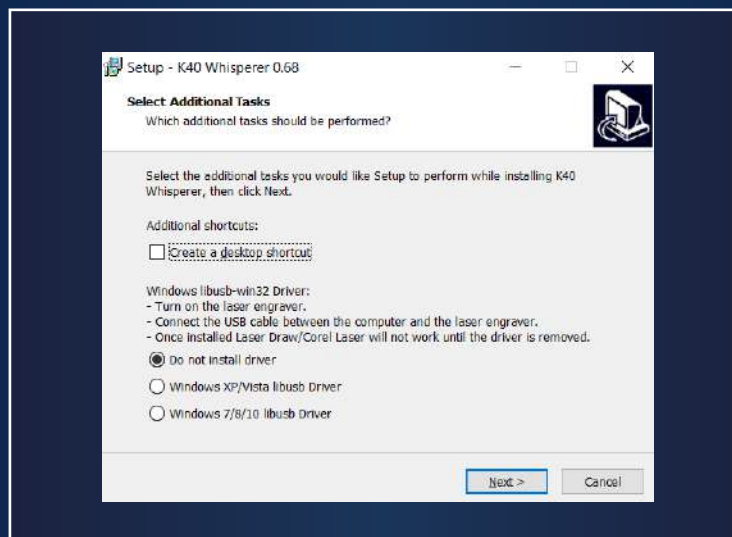 Setup - K40 Whisperer 0.68
Select Additional Tasks
Which additional tasks should be performed?
Select the additional tasks you would like Setup to perform while installing K40
Whisperer, then click Next.
Additional shortcuts:
Create a desktop shortcut
Windows libusb-win32 Driver:
- Turn on the laser engraver.
- Connect the USB cable between the computer and the laser engraver.
- Once installed Laser Draw/Corel Laser will not work until the driver is removed.
Do not install driver
Windows XP/Vista libusb Driver
Windows 7/8/10 libusb Driver
Next >
Cancel